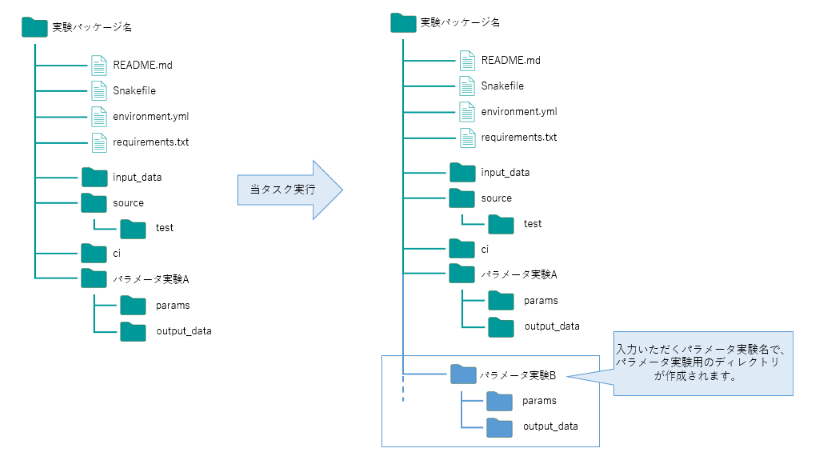 実験パッケージ名
README.md
Snakefile
environment.yml
requirements.txt
input_data
source
test
ci
パラメータ実験A
params
output_data
当タスク実行
実験パッケージ名
README.md
Snakefile
environment.yml
requirements.txt
input_data
source
test
ci
パラメータ実験A
params
output_data
パラメータ実験B
params
output_data
入力いただくパラメータ実験名で、
パラメータ実験用のディレクトリ
が作成されます。